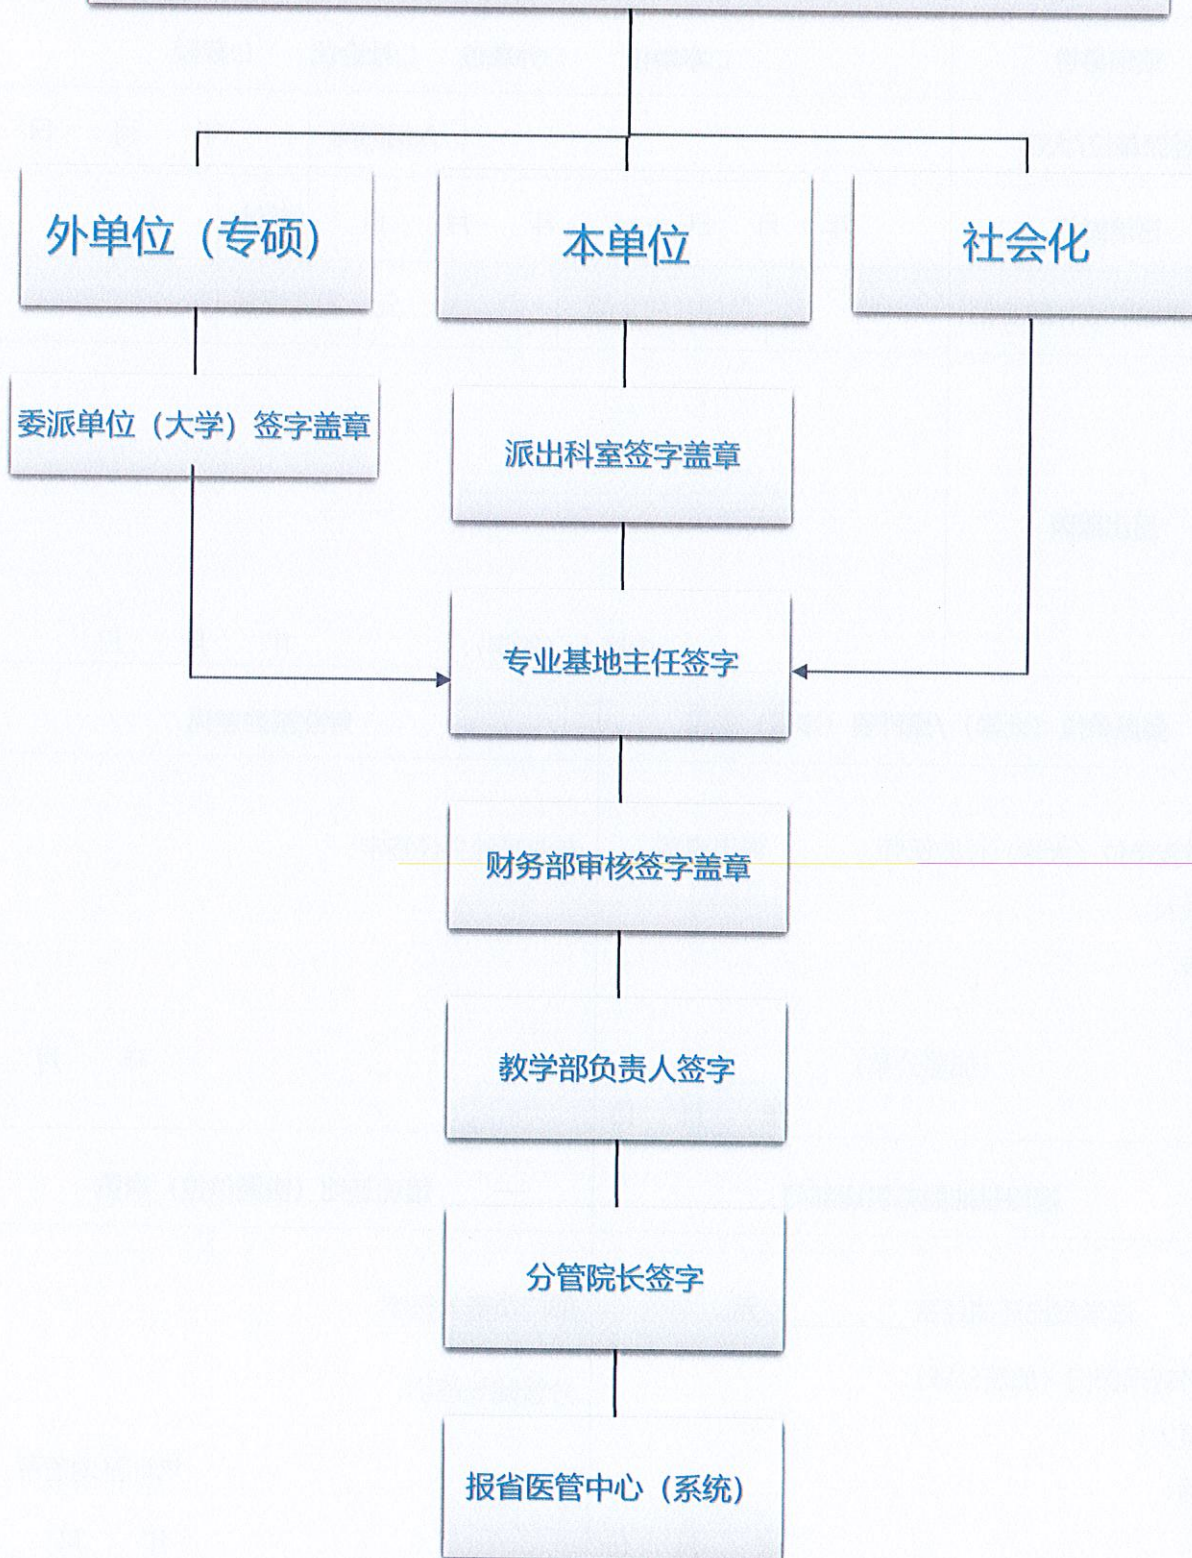 外单位（专硕）
本单位
社会化
委派单位（大学）签字盖章
派出科室签字盖章
专业基地主任签字
财务部审核签字盖章
教学部负责人签字
分管院长签字
报省医管中心（系统）